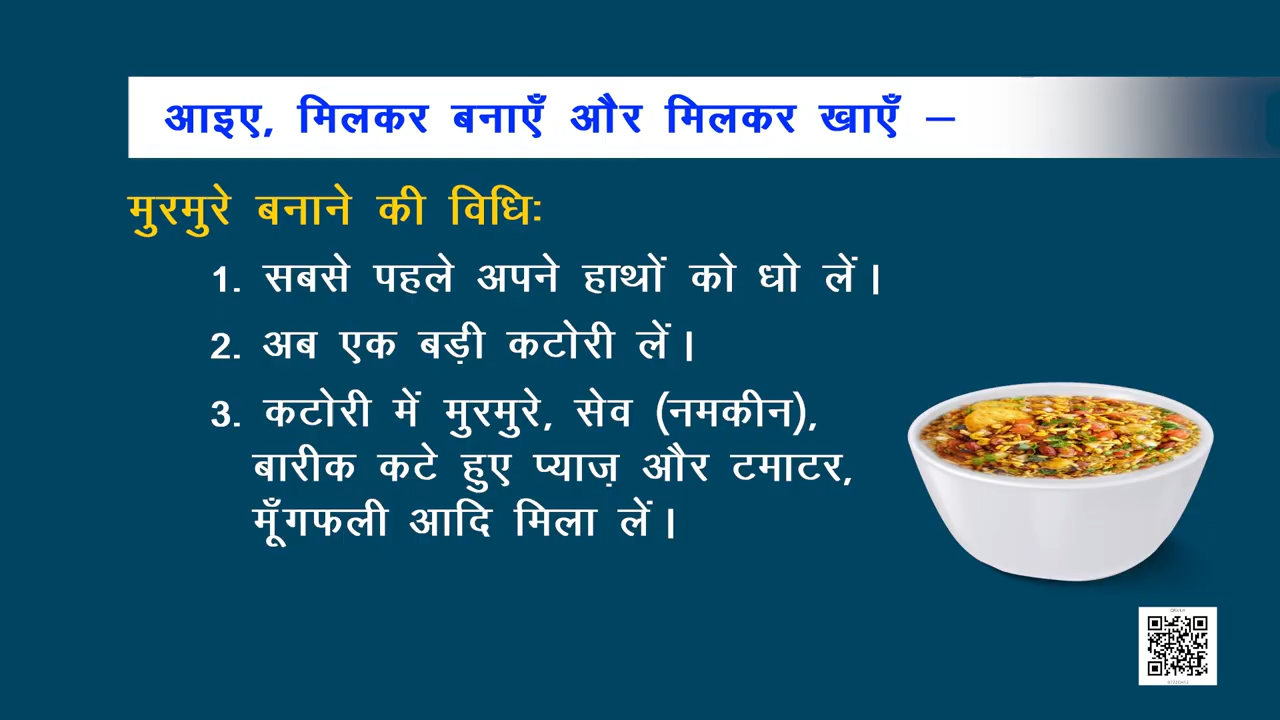 आइए, मिलकर बनाएँ और मिलकर खाएँ –
मुरमुरे बनाने की विधिः
1. सबसे पहले अपने हाथों को धो लें।
2. अब एक बड़ी कटोरी लें।
3. कटोरी में मुरमुरे, सेव (नमकीन),
बारीक कटे हुए प्याज़ और टमाटर,
मूँगफली आदि मिला लें।